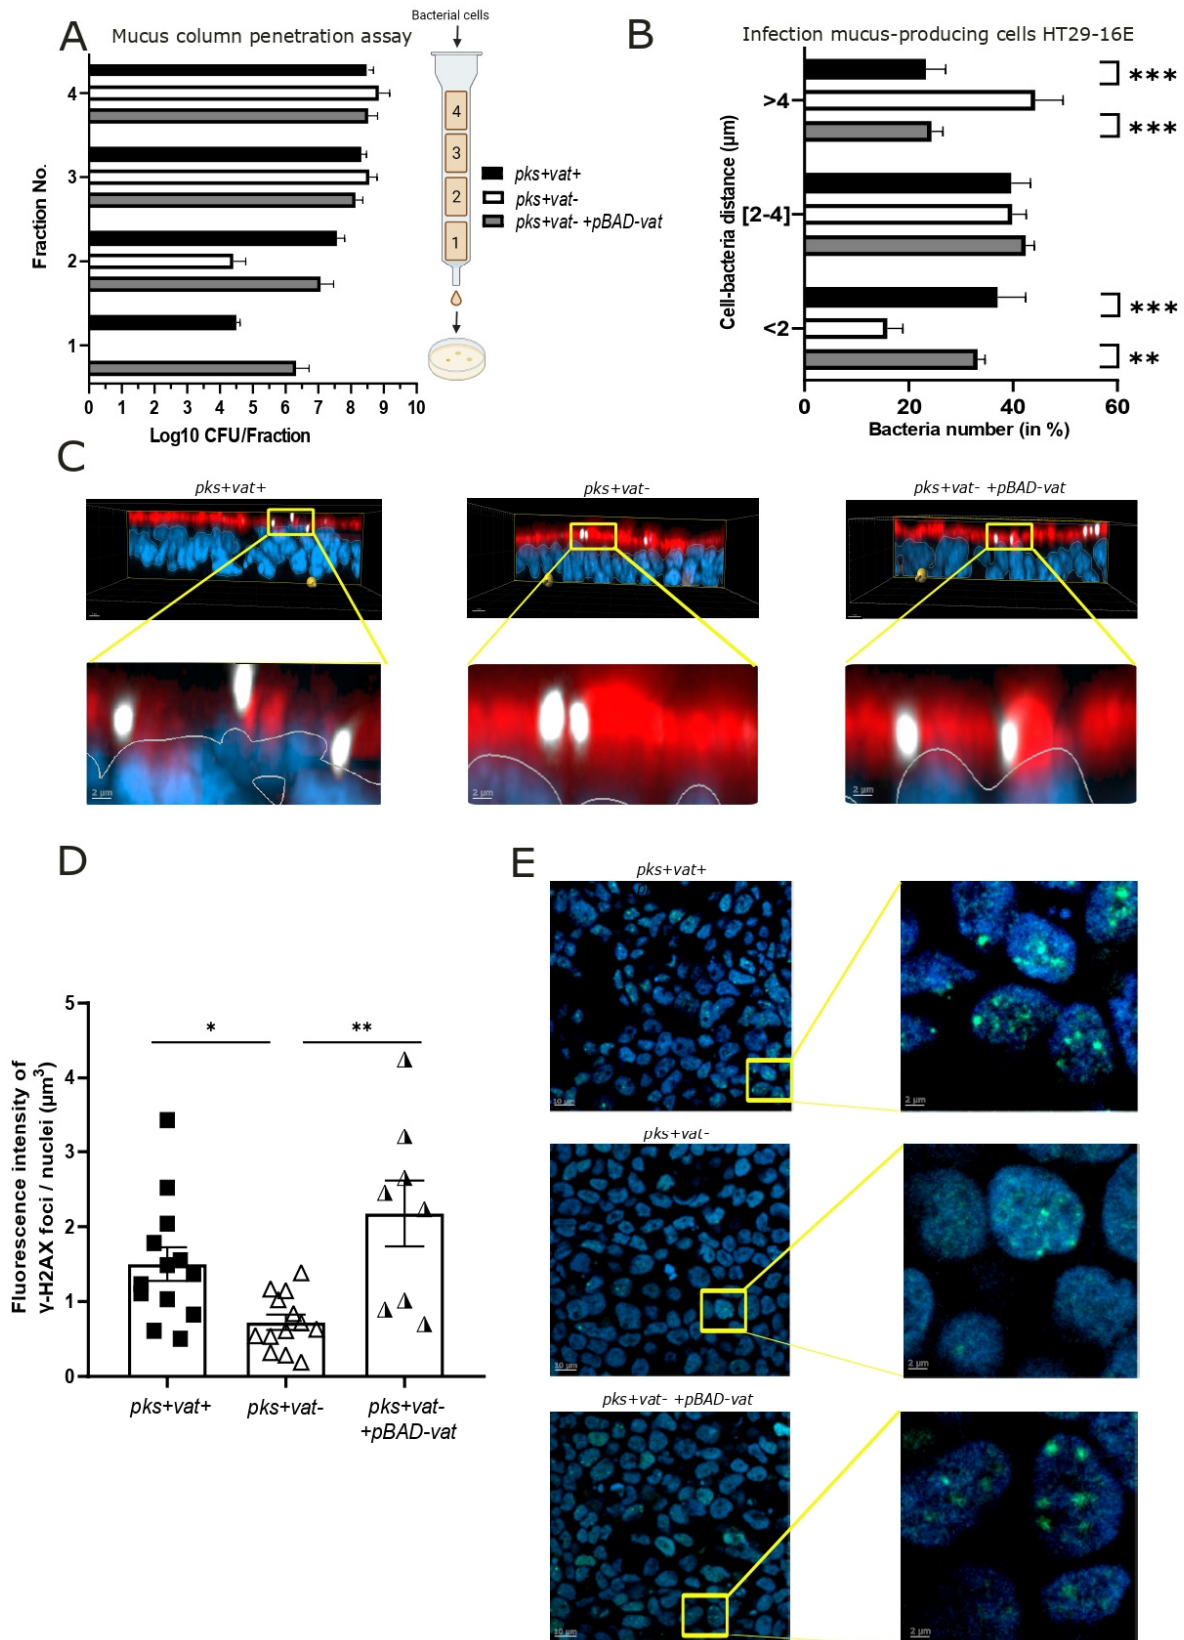 A
Mucus column penetration assay
Bacterial cells
Fraction No.
4
3
2
1
0 1 2 3 4 5 6 7 8 9 10
Log10 CFU/Fraction
4
3
2
1
pks+vat+
pks+vat-
pks+vat- +pBAD-vat
B
Infection mucus-producing cells HT29-16E
Cell-bacteria distance (µm)
>4
[2-4]
<2
***
***
***
**
0 20 40 60
Bacteria number (in %)
C
pks+vat+
pks+vat-
pks+vat- +pBAD-vat
2 µm
2 µm
2 µm
D
Fluorescence intensity of
γ-H2AX foci / nuclei (µm³)
5
4
3
2
1
0
*
**
pks+vat+
pks+vat-
pks+vat-
+pBAD-vat
E
pks+vat+
10 µm
2 µm
pks+vat-
10 µm
2 µm
pks+vat- +pBAD-vat
10 µm
2 µm